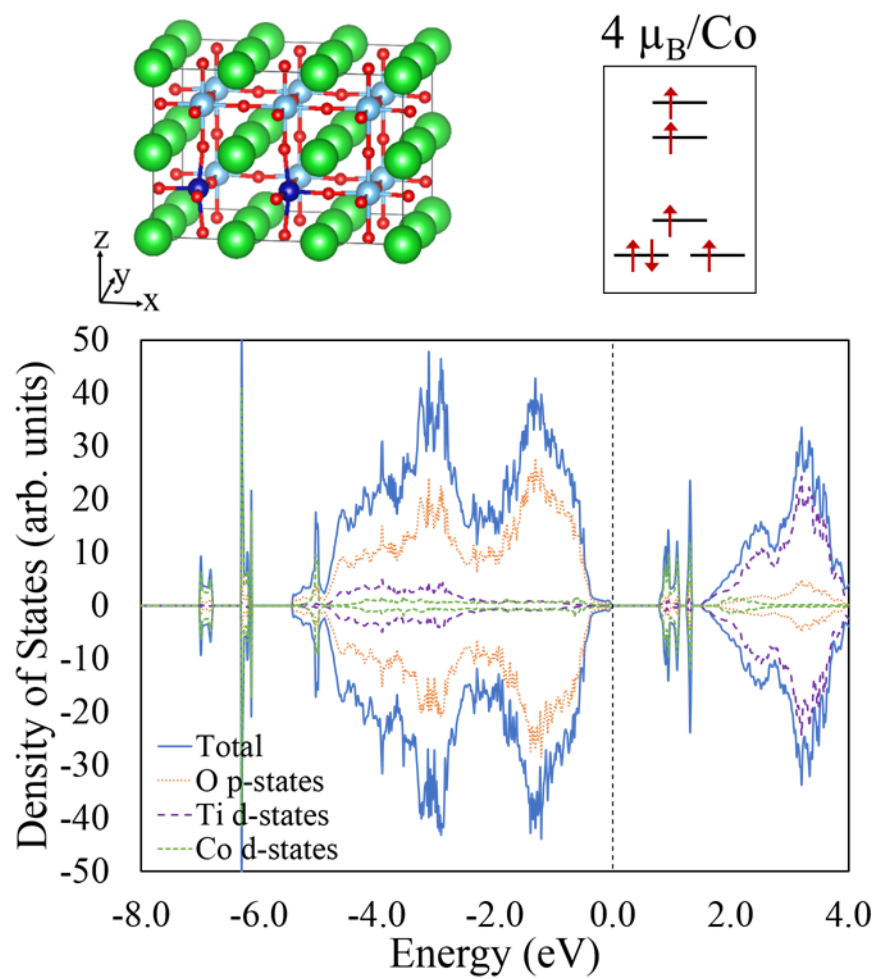 4 μB/Co
z
y
x
Density of States (arb. units)
50
40
30
20
10
0
-10
-20
-30
-40
-50
Total
O p-states
Ti d-states
Co d-states
-8.0 -6.0 -4.0 -2.0 0.0 2.0 4.0
Energy (eV)